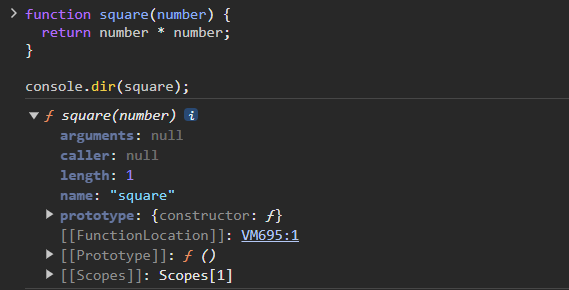 function square(number) {
  return number * number;
}
console.dir(square);
ƒ square(number) i
arguments: null
caller: null
length: 1
name: "square"
prototype: {constructor: ƒ}
[[FunctionLocation]]: VM695:1
[[Prototype]]: ƒ ()
[[Scopes]]: Scopes[1]